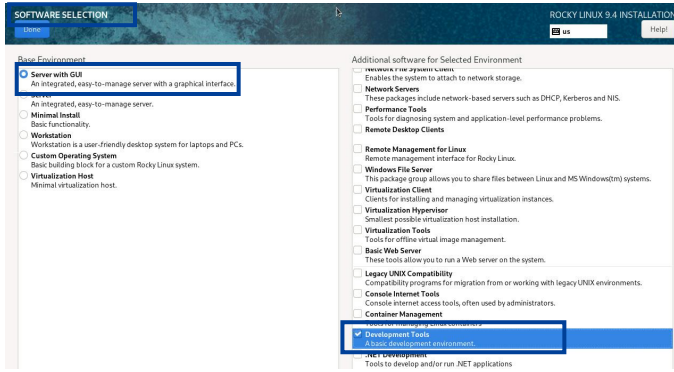 SOFTWARE SELECTION
Done
ROCKY LINUX 9.4 INSTALLATION
us
Help!
Base Environment
Server with GUI
An integrated, easy-to-manage server with a graphical interface.
Server
An integrated, easy-to-manage server.
Minimal Install
Basic functionality.
Workstation
Workstation is a user-friendly desktop system for laptops and PCs.
Custom Operating System
Basic building block for a custom Rocky Linux system.
Virtualization Host
Minimal virtualization host.
Additional software for Selected Environment
Network File System Client
Enables the system to attach to network storage.
Network Servers
These packages include network-based servers such as DHCP, Kerberos and NIS.
Performance Tools
Tools for diagnosing system and application-level performance problems.
Remote Desktop Clients
Remote Management for Linux
Remote management interface for Rocky Linux.
Windows File Server
This package group allows you to share files between Linux and MS Windows(tm) systems.
Virtualization Client
Clients for installing and managing virtualization instances.
Virtualization Hypervisor
Smallest possible virtualization host installation.
Virtualization Tools
Tools for offline virtual image management.
Basic Web Server
These tools allow you to run a Web server on the system.
Legacy UNIX Compatibility
Compatibility programs for migration from or working with legacy UNIX environments.
Console Internet Tools
Console internet access tools, often used by administrators.
Container Management
Tools for managing Linux containers
Development Tools
A basic development environment.
.NET Development
Tools to develop and/or run .NET applications